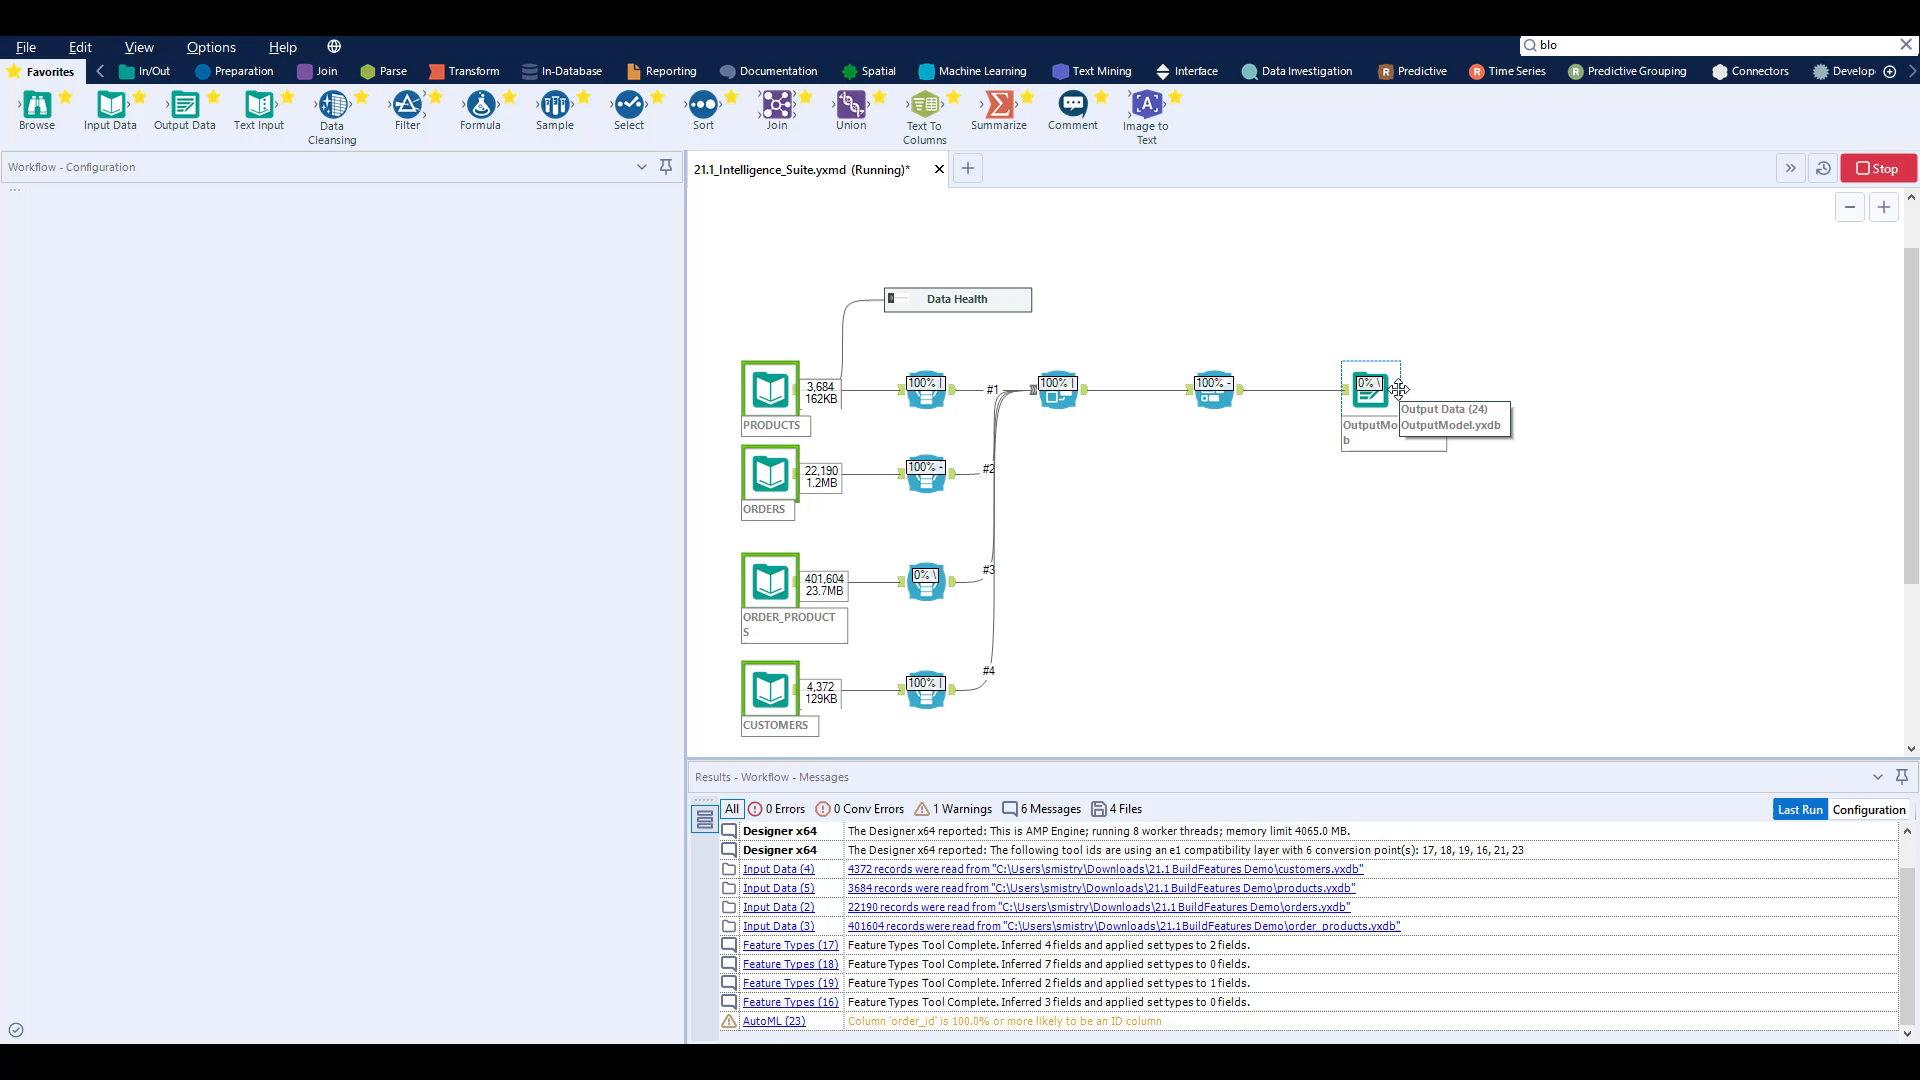 File Edit View Options Help
blo
Favorites In/Out Preparation Join Parse Transform In-Database Reporting Documentation Spatial Machine Learning Text Mining Interface Data Investigation Predictive Time Series Predictive Grouping Connectors Develop
Browse Input Data Output Data Text Input Data Cleansing Filter Formula Sample Select Sort Join Union Text To Columns Summarize Comment Image to Text
Workflow - Configuration
21.1_Intelligence_Suite.yxmd (Running)*
Stop
...
Data Health
3,684
162KB
100% |
#1
100% |
100% -
0% \
PRODUCTS
OutputMo
b
Output Data (24)
OutputModel.yxdb
22,190
1.2MB
100% -
#2
ORDERS
401,604
23.7MB
0% \
#3
ORDER_PRODUCT
S
4,372
129KB
100% |
#4
CUSTOMERS
Results - Workflow - Messages
All 0 Errors 0 Conv Errors 1 Warnings 6 Messages 4 Files Last Run Configuration
Designer x64 The Designer x64 reported: This is AMP Engine; running 8 worker threads; memory limit 4065.0 MB.
Designer x64 The Designer x64 reported: The following tool ids are using an e1 compatibility layer with 6 conversion point(s): 17, 18, 19, 16, 21, 23
Input Data (4) 4372 records were read from "C:\Users\smistry\Downloads\21.1 BuildFeatures Demo\customers.yxdb"
Input Data (5) 3684 records were read from "C:\Users\smistry\Downloads\21.1 BuildFeatures Demo\products.yxdb"
Input Data (2) 22190 records were read from "C:\Users\smistry\Downloads\21.1 BuildFeatures Demo\orders.yxdb"
Input Data (3) 401604 records were read from "C:\Users\smistry\Downloads\21.1 BuildFeatures Demo\order_products.yxdb"
Feature Types (17) Feature Types Tool Complete. Inferred 4 fields and applied set types to 2 fields.
Feature Types (18) Feature Types Tool Complete. Inferred 7 fields and applied set types to 0 fields.
Feature Types (19) Feature Types Tool Complete. Inferred 2 fields and applied set types to 1 fields.
Feature Types (16) Feature Types Tool Complete. Inferred 3 fields and applied set types to 0 fields.
AutoML (23) Column 'order_id' is 100.0% or more likely to be an ID column